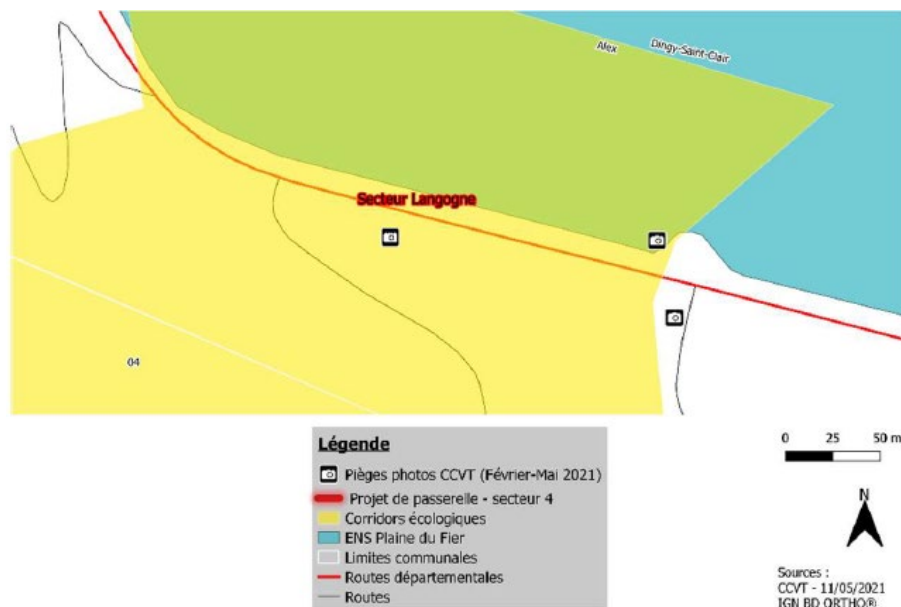 Alex
Dingy-Saint-Clair
Secteur Langogne
04
Légende
Pièges photos CCVT (Février-Mai 2021)
Projet de passerelle - secteur 4
Corridors écologiques
ENS Plaine du Fier
Limites communales
Routes départementales
Routes
0 25 50 m
N
Sources :
CCVT - 11/05/2021
IGN BD ORTHO®